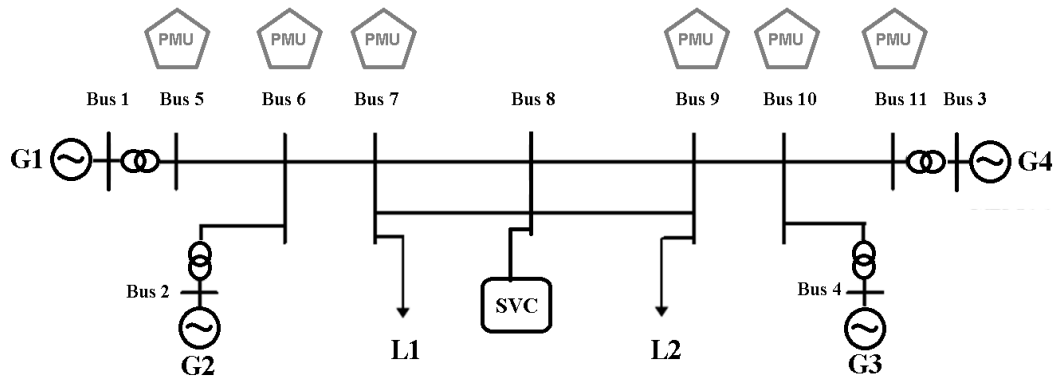 PMU PMU PMU PMU PMU PMU
Bus 1 Bus 5 Bus 6 Bus 7 Bus 8 Bus 9 Bus 10 Bus 11 Bus 3
G1 G4
Bus 2 SVC Bus 4
G2 L1 L2 G3